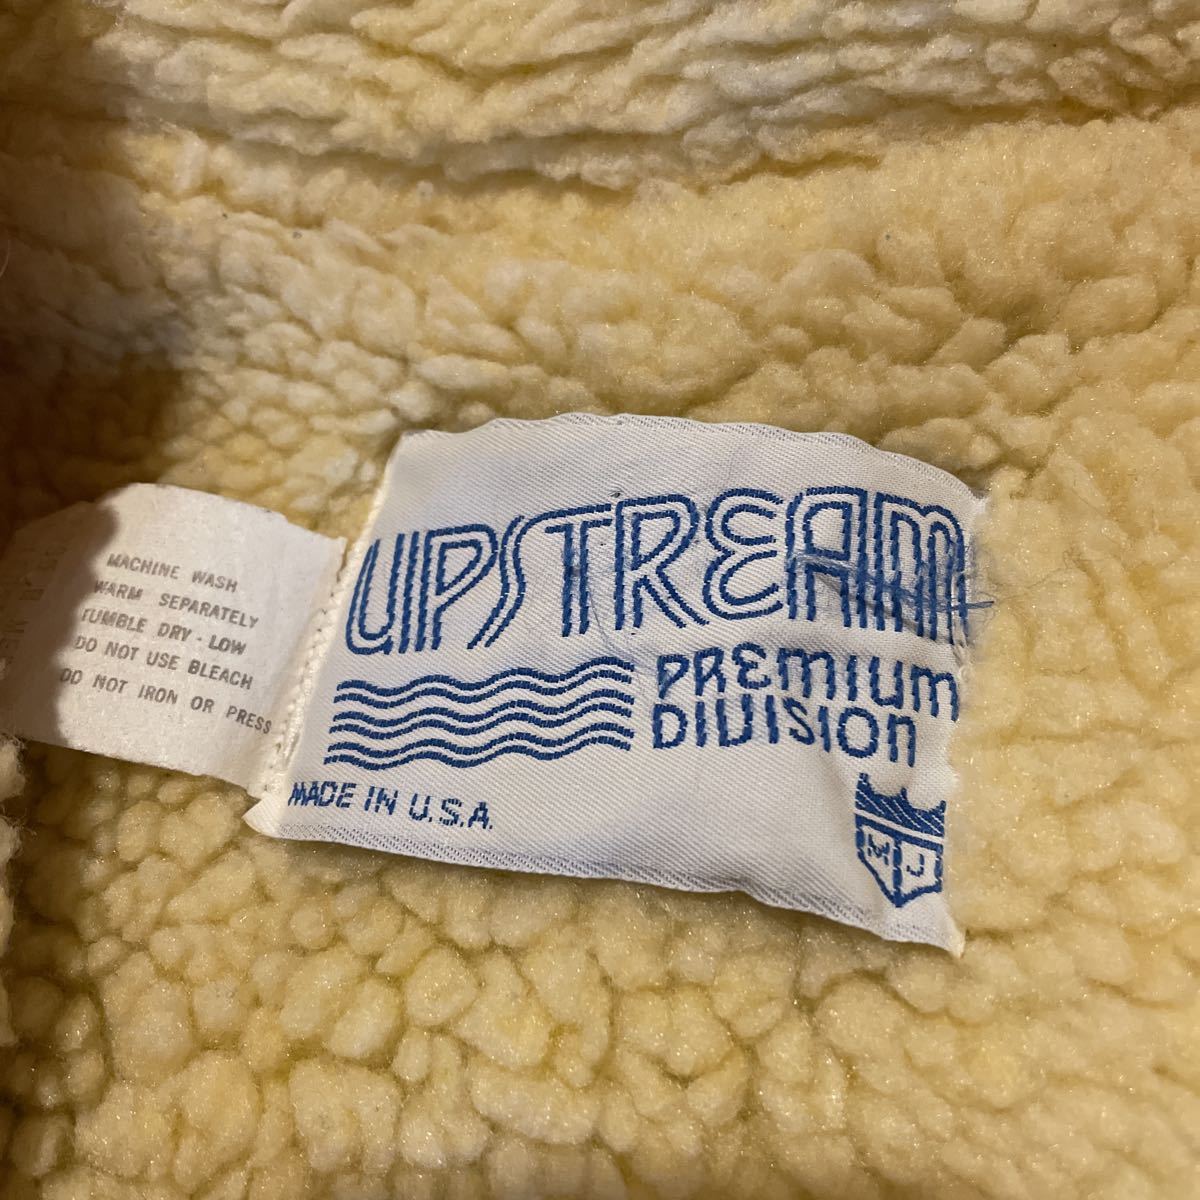 MACHINE WASH
WARM SEPARATELY
TUMBLE DRY - LOW
DO NOT USE BLEACH
DO NOT IRON OR PRESS
UPSTREAM
PREMIUM
DIVISION
MADE IN U.S.A.
M J